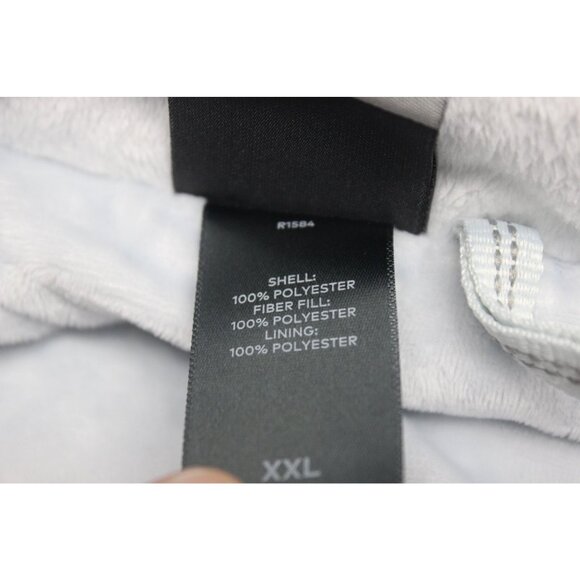 R1584
SHELL:
100% POLYESTER
FIBER FILL:
100% POLYESTER
LINING:
100% POLYESTER
XXL